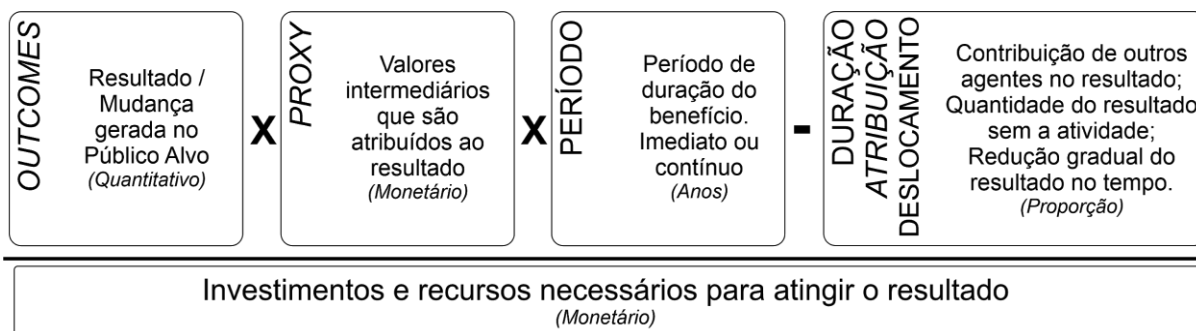 OUTCOMES
Resultado /
Mudança
gerada no
Público Alvo
(Quantitativo)
X
PROXY
Valores
intermediários
que são
atribuídos ao
resultado
(Monetário)
X
PERÍODO
Período de
duração do
benefício.
Imediato ou
contínuo
(Anos)
-
DURAÇÃO
ATRIBUIÇÃO
DESLOCAMENTO
Contribuição de outros
agentes no resultado;
Quantidade do resultado
sem a atividade;
Redução gradual do
resultado no tempo.
(Proporção)
Investimentos e recursos necessários para atingir o resultado
(Monetário)